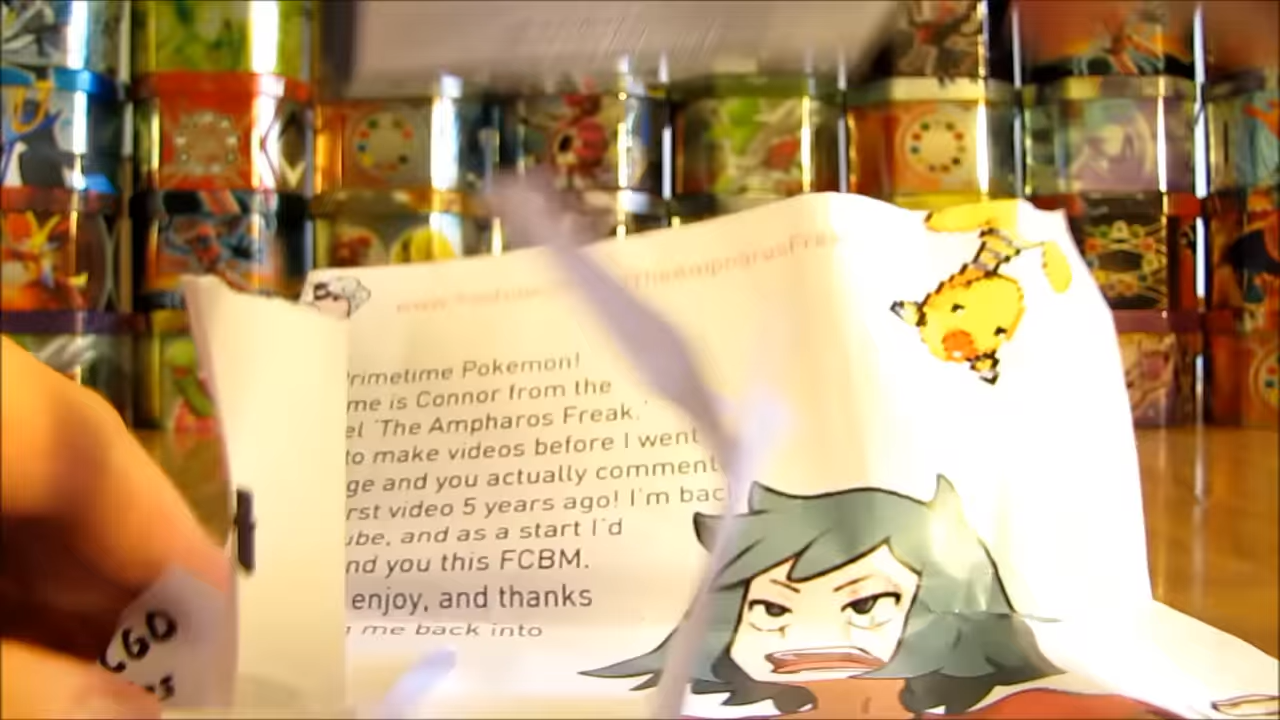 rimetime Pokemon!
me is Connor from the
el 'The Ampharos Freak.'
to make videos before I went
ge and you actually comment
rst video 5 years ago! I'm bac
ube, and as a start I'd
nd you this FCBM.
enjoy, and thanks
me back into